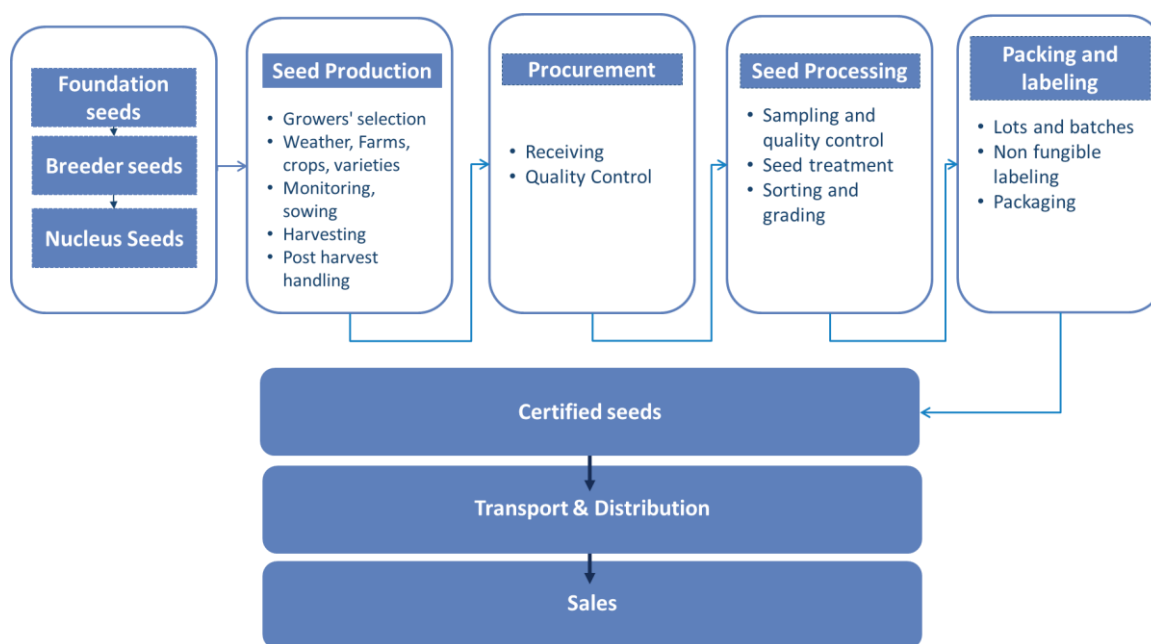 Foundation
seeds
Breeder seeds
Nucleus Seeds
Seed Production
• Growers' selection
• Weather, Farms,
crops, varieties
• Monitoring,
sowing
• Harvesting
• Post harvest
handling
Procurement
• Receiving
• Quality Control
Seed Processing
• Sampling and
quality control
• Seed treatment
• Sorting and
grading
Packing and
labeling
• Lots and batches
• Non fungible
labeling
• Packaging
Certified seeds
Transport & Distribution
Sales